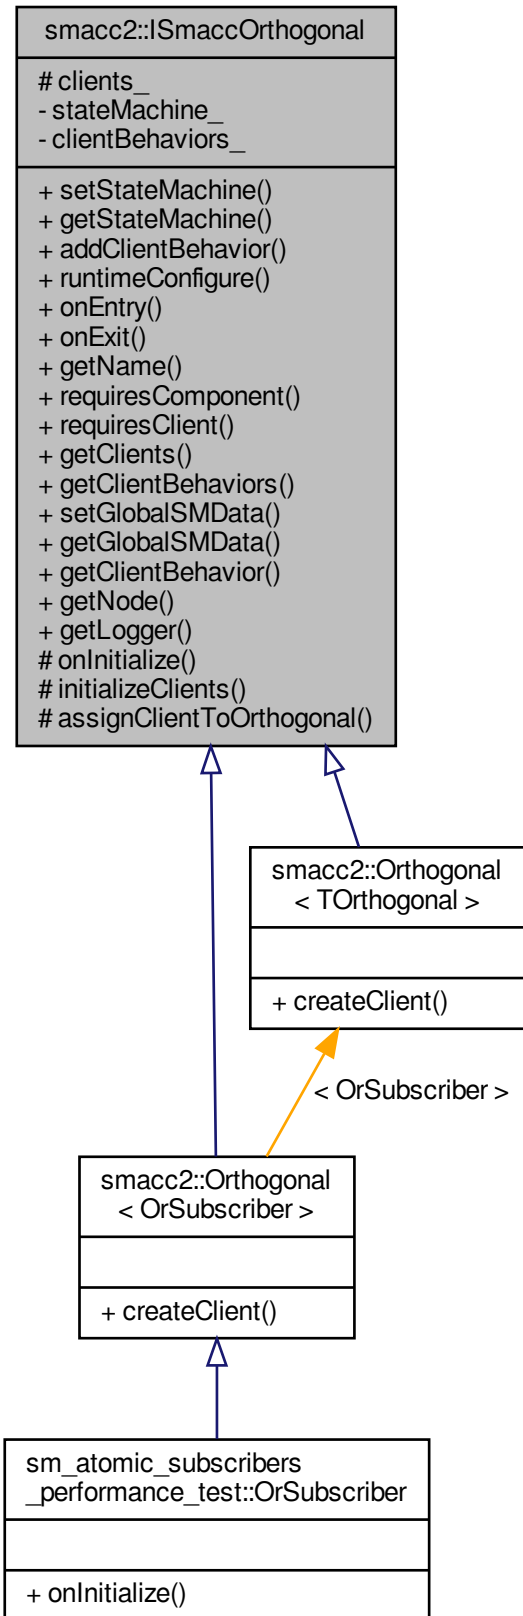 smacc2::ISmaccOrthogonal
# clients_
- stateMachine_
- clientBehaviors_
+ setStateMachine()
+ getStateMachine()
+ addClientBehavior()
+ runtimeConfigure()
+ onEntry()
+ onExit()
+ getName()
+ requiresComponent()
+ requiresClient()
+ getClients()
+ getClientBehaviors()
+ setGlobalSMData()
+ getGlobalSMData()
+ getClientBehavior()
+ getNode()
+ getLogger()
# onInitialize()
# initializeClients()
# assignClientToOrthogonal()
smacc2::Orthogonal
< TOrthogonal >
+ createClient()
< OrSubscriber >
smacc2::Orthogonal
< OrSubscriber >
+ createClient()
sm_atomic_subscribers
_performance_test::OrSubscriber
+ onInitialize()